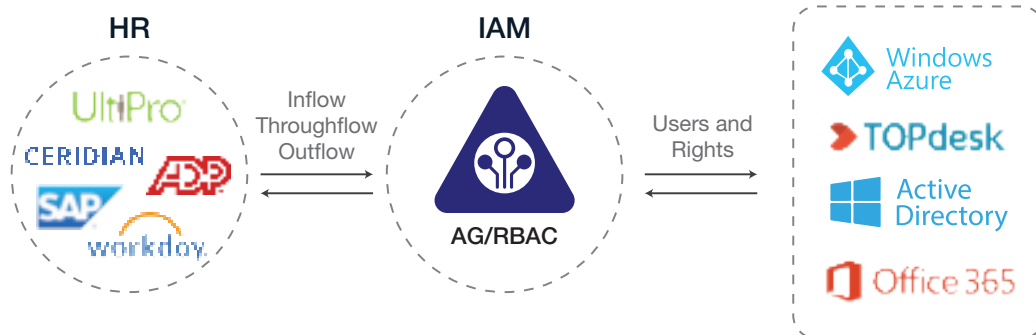 HR
UltiPro
CERIDIAN
ADP
SAP
workday.
Inflow
Throughflow
Outflow
IAM
AG/RBAC
Users and
Rights
Windows
Azure
TOPdesk
Active
Directory
Office 365